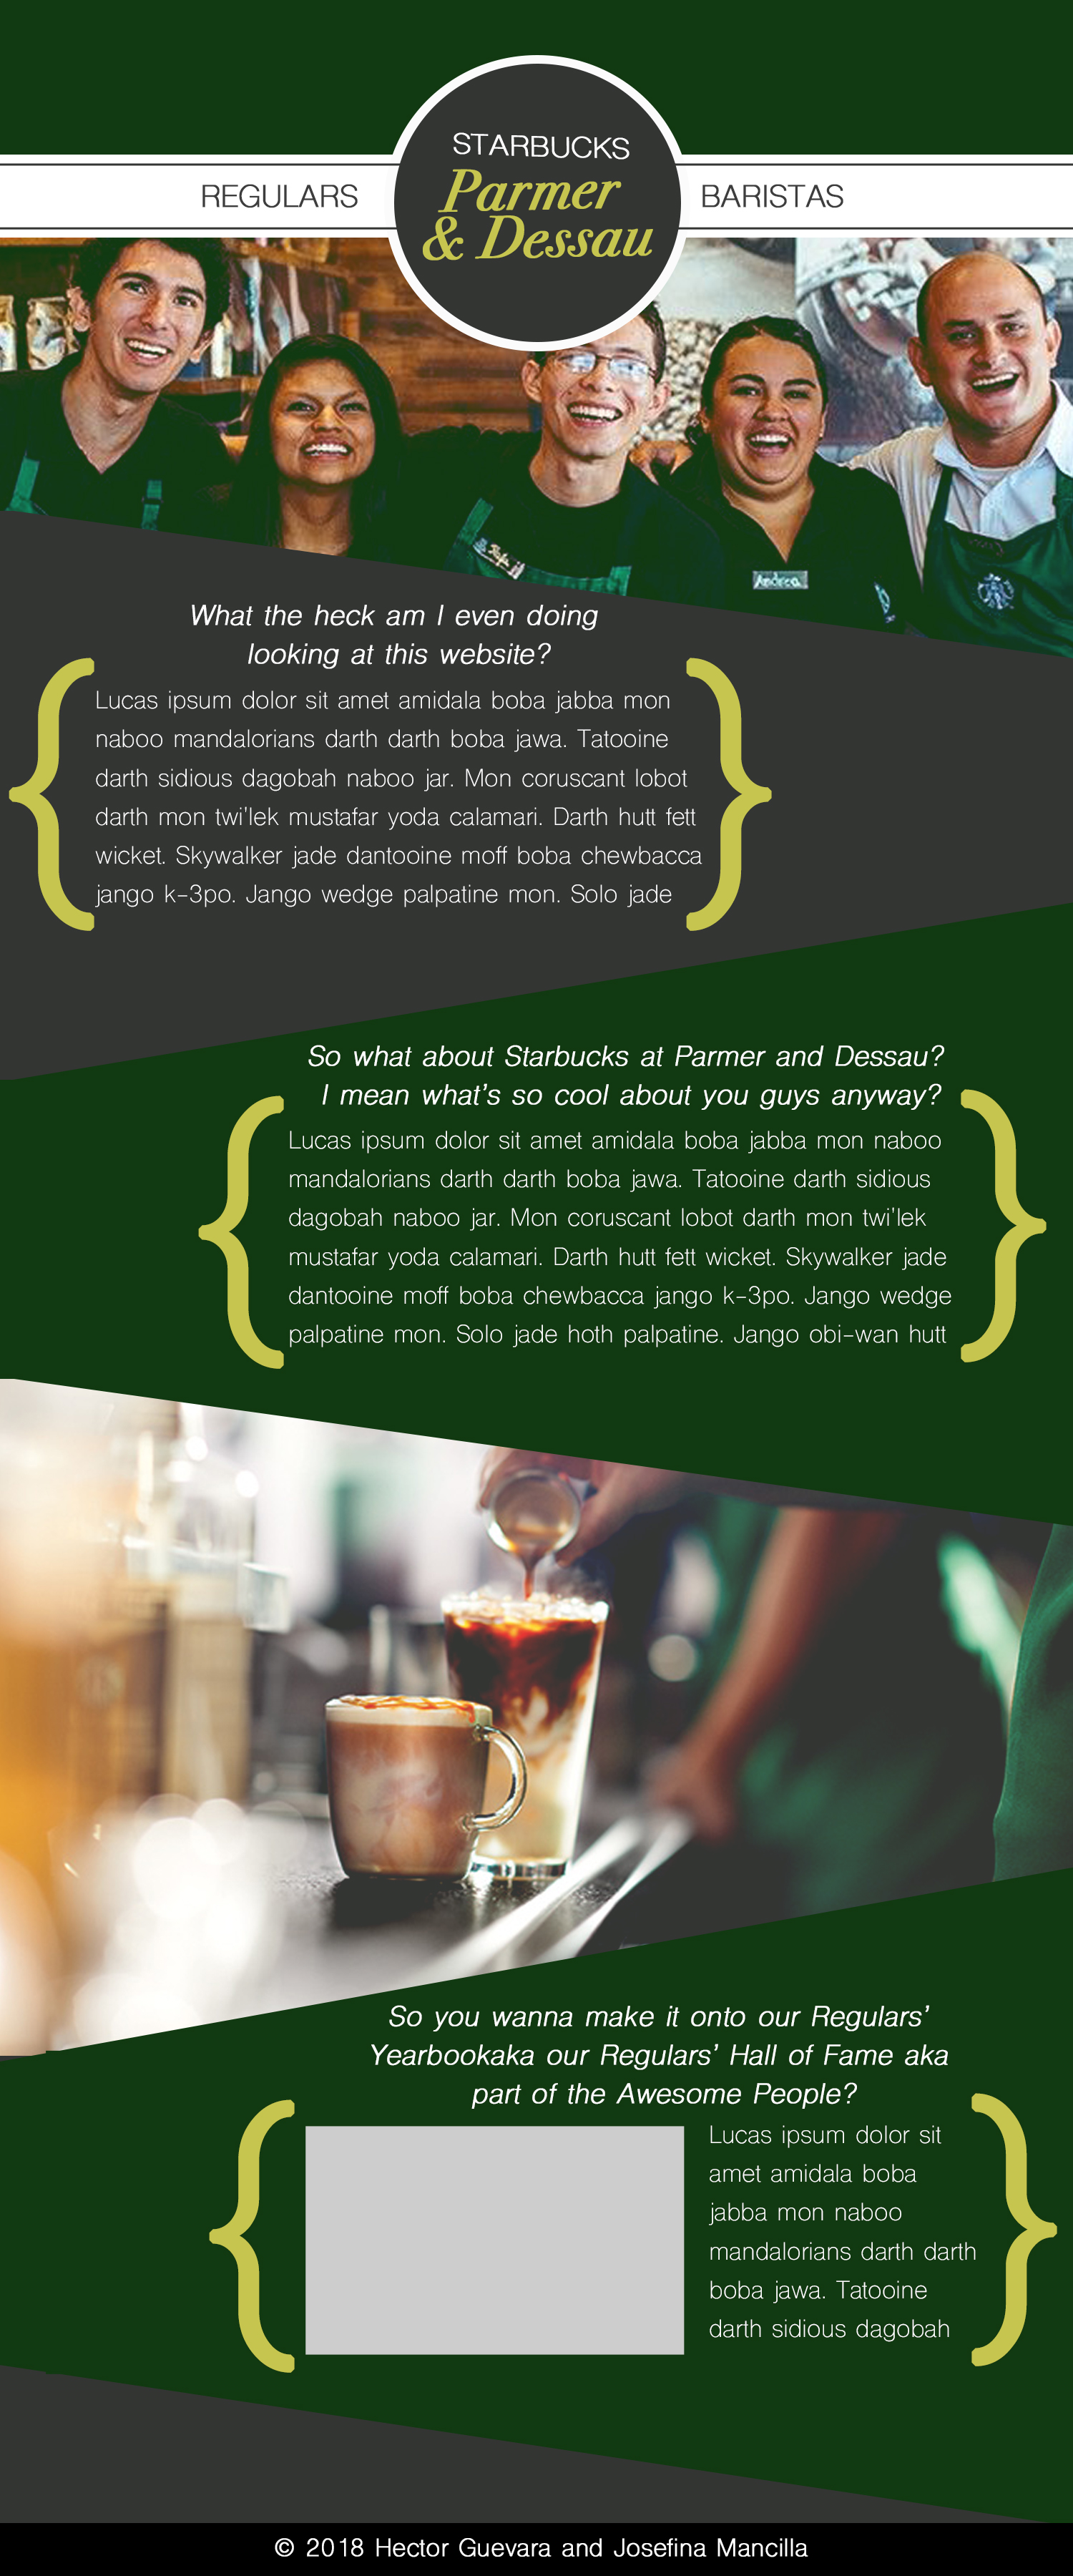 STARBUCKS
Parmer
& Dessau
REGULARS
BARISTAS
Andrea
What the heck am I even doing
looking at this website?
Lucas ipsum dolor sit amet amidala boba jabba mon
naboo mandalorians darth darth boba jawa. Tatooine
darth sidious dagobah naboo jar. Mon coruscant lobot
darth mon twi'lek mustafar yoda calamari. Darth hutt fett
wicket. Skywalker jade dantooine moff boba chewbacca
jango k-3po. Jango wedge palpatine mon. Solo jade
So what about Starbucks at Parmer and Dessau?
I mean what's so cool about you guys anyway?
Lucas ipsum dolor sit amet amidala boba jabba mon naboo
mandalorians darth darth boba jawa. Tatooine darth sidious
dagobah naboo jar. Mon coruscant lobot darth mon twi'lek
mustafar yoda calamari. Darth hutt fett wicket. Skywalker jade
dantooine moff boba chewbacca jango k-3po. Jango wedge
palpatine mon. Solo jade hoth palpatine. Jango obi-wan hutt
So you wanna make it onto our Regulars'
Yearbookaka our Regulars' Hall of Fame aka
part of the Awesome People?
Lucas ipsum dolor sit
amet amidala boba
jabba mon naboo
mandalorians darth darth
boba jawa. Tatooine
darth sidious dagobah
© 2018 Hector Guevara and Josefina Mancilla